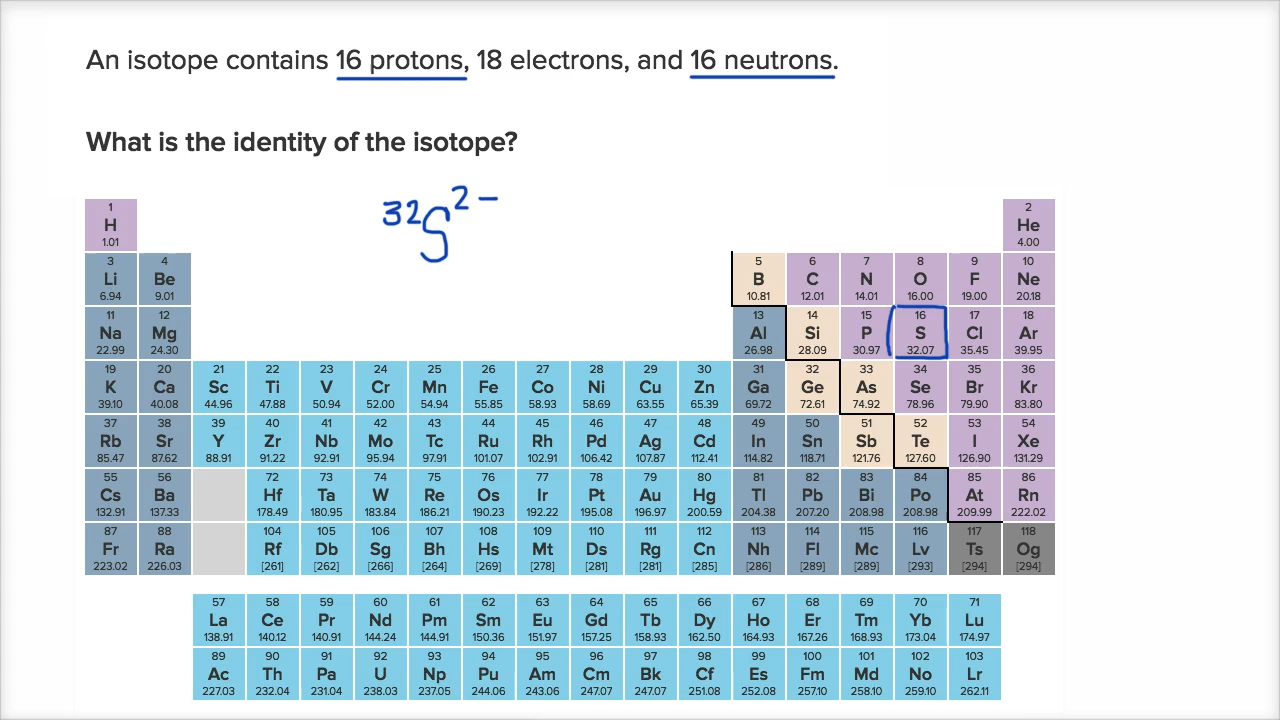 An isotope contains 16 protons, 18 electrons, and 16 neutrons.
What is the identity of the isotope?
32S2−
1 2
H He
1.01 4.00
3 4 5 6 7 8 9 10
Li Be B C N O F Ne
6.94 9.01 10.81 12.01 14.01 16.00 19.00 20.18
11 12 13 14 15 16 17 18
Na Mg Al Si P S Cl Ar
22.99 24.30 26.98 28.09 30.97 32.07 35.45 39.95
19 20 21 22 23 24 25 26 27 28 29 30 31 32 33 34 35 36
K Ca Sc Ti V Cr Mn Fe Co Ni Cu Zn Ga Ge As Se Br Kr
39.10 40.08 44.96 47.88 50.94 52.00 54.94 55.85 58.93 58.69 63.55 65.39 69.72 72.61 74.92 78.96 79.90 83.80
37 38 39 40 41 42 43 44 45 46 47 48 49 50 51 52 53 54
Rb Sr Y Zr Nb Mo Tc Ru Rh Pd Ag Cd In Sn Sb Te I Xe
85.47 87.62 88.91 91.22 92.91 95.94 97.91 101.07 102.91 106.42 107.87 112.41 114.82 118.71 121.76 127.60 126.90 131.29
55 56 72 73 74 75 76 77 78 79 80 81 82 83 84 85 86
Cs Ba Hf Ta W Re Os Ir Pt Au Hg Tl Pb Bi Po At Rn
132.91 137.33 178.49 180.95 183.84 186.21 190.23 192.22 195.08 196.97 200.59 204.38 207.20 208.98 208.98 209.99 222.02
87 88 104 105 106 107 108 109 110 111 112 113 114 115 116 117 118
Fr Ra Rf Db Sg Bh Hs Mt Ds Rg Cn Nh Fl Mc Lv Ts Og
223.02 226.03 [261] [262] [266] [264] [269] [278] [281] [281] [285] [286] [289] [289] [293] [294] [294]
57 58 59 60 61 62 63 64 65 66 67 68 69 70 71
La Ce Pr Nd Pm Sm Eu Gd Tb Dy Ho Er Tm Yb Lu
138.91 140.12 140.91 144.24 144.91 150.36 151.97 157.25 158.93 162.50 164.93 167.26 168.93 173.04 174.97
89 90 91 92 93 94 95 96 97 98 99 100 101 102 103
Ac Th Pa U Np Pu Am Cm Bk Cf Es Fm Md No Lr
227.03 232.04 231.04 238.03 237.05 244.06 243.06 247.07 247.07 251.08 252.08 257.10 258.10 259.10 262.11